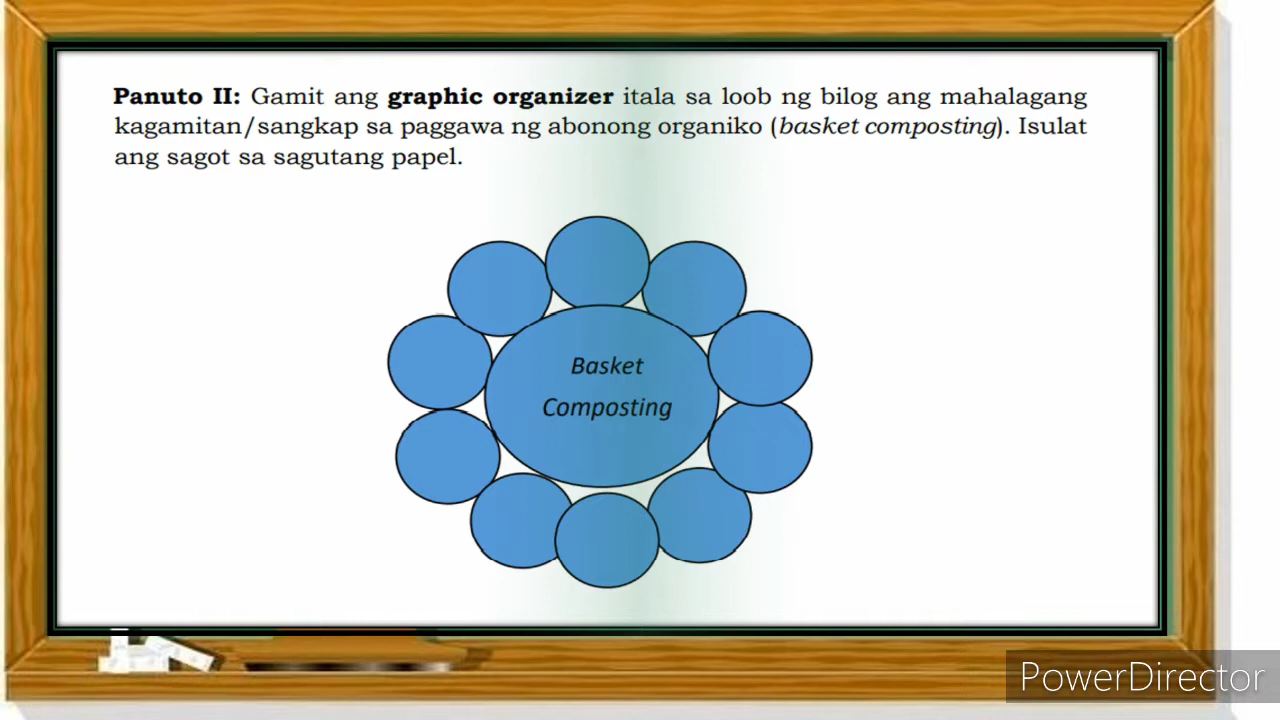 Panuto II: Gamit ang graphic organizer itala sa loob ng bilog ang mahalagang
kagamitan/sangkap sa paggawa ng abonong organiko (basket composting). Isulat
ang sagot sa sagutang papel.
Basket
Composting
PowerDirector